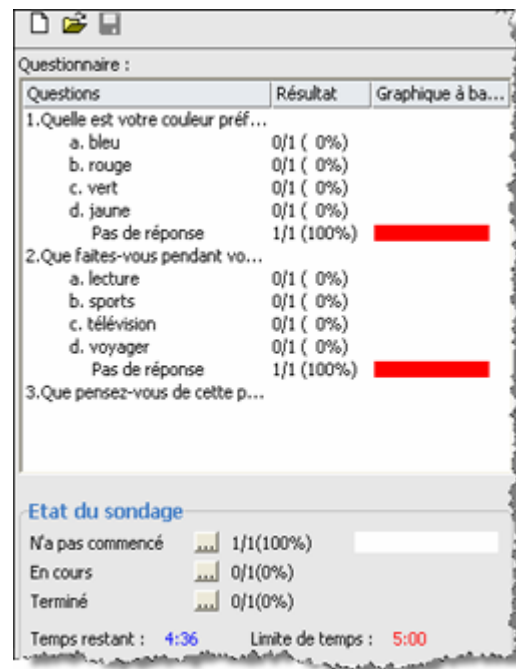 Questionnaire :
Questions Résultat Graphique à ba...
1.Quelle est votre couleur préf...
a. bleu 0/1 ( 0%)
b. rouge 0/1 ( 0%)
c. vert 0/1 ( 0%)
d. jaune 0/1 ( 0%)
Pas de réponse 1/1 (100%)
2.Que faites-vous pendant vo...
a. lecture 0/1 ( 0%)
b. sports 0/1 ( 0%)
c. télévision 0/1 ( 0%)
d. voyager 0/1 ( 0%)
Pas de réponse 1/1 (100%)
3.Que pensez-vous de cette p...
Etat du sondage
N'a pas commencé ... 1/1(100%)
En cours ... 0/1(0%)
Terminé ... 0/1(0%)
Temps restant : 4:36 Limite de temps : 5:00